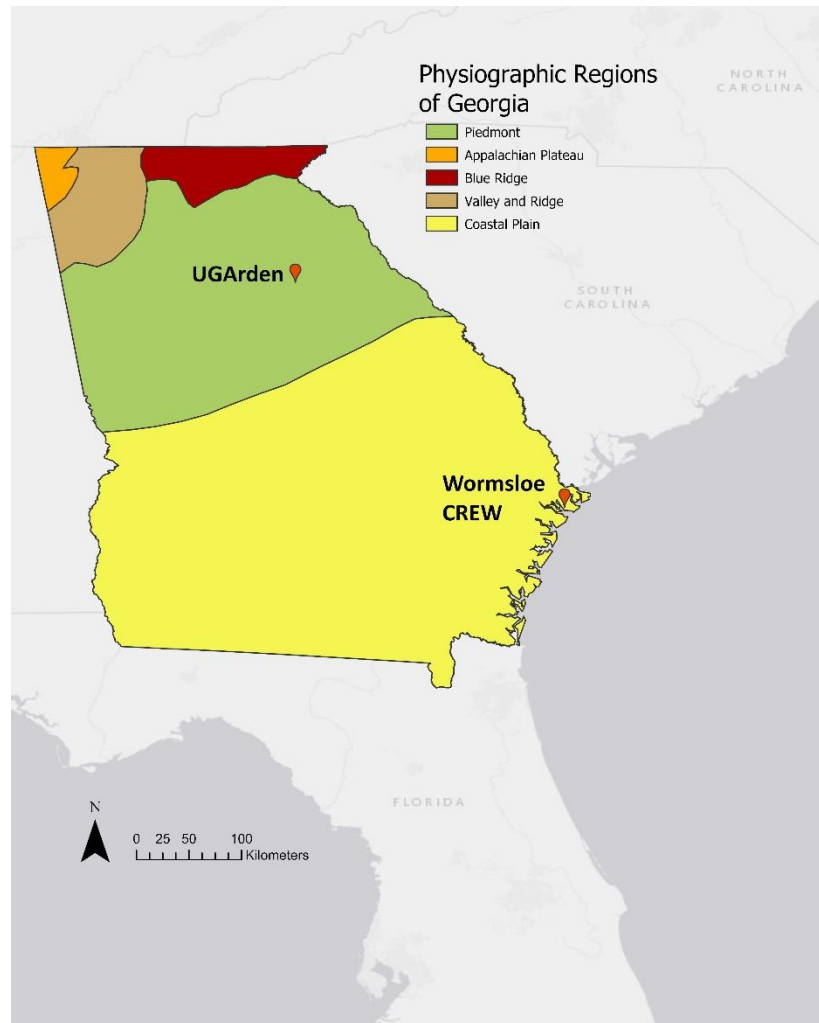 Physiographic Regions
of Georgia
Piedmont
Appalachian Plateau
Blue Ridge
Valley and Ridge
Coastal Plain
NORTH
CAROLINA
UGArden
SOUTH
CAROLINA
Wormsloe
CREW
FLORIDA
N
0 25 50 100
Kilometers